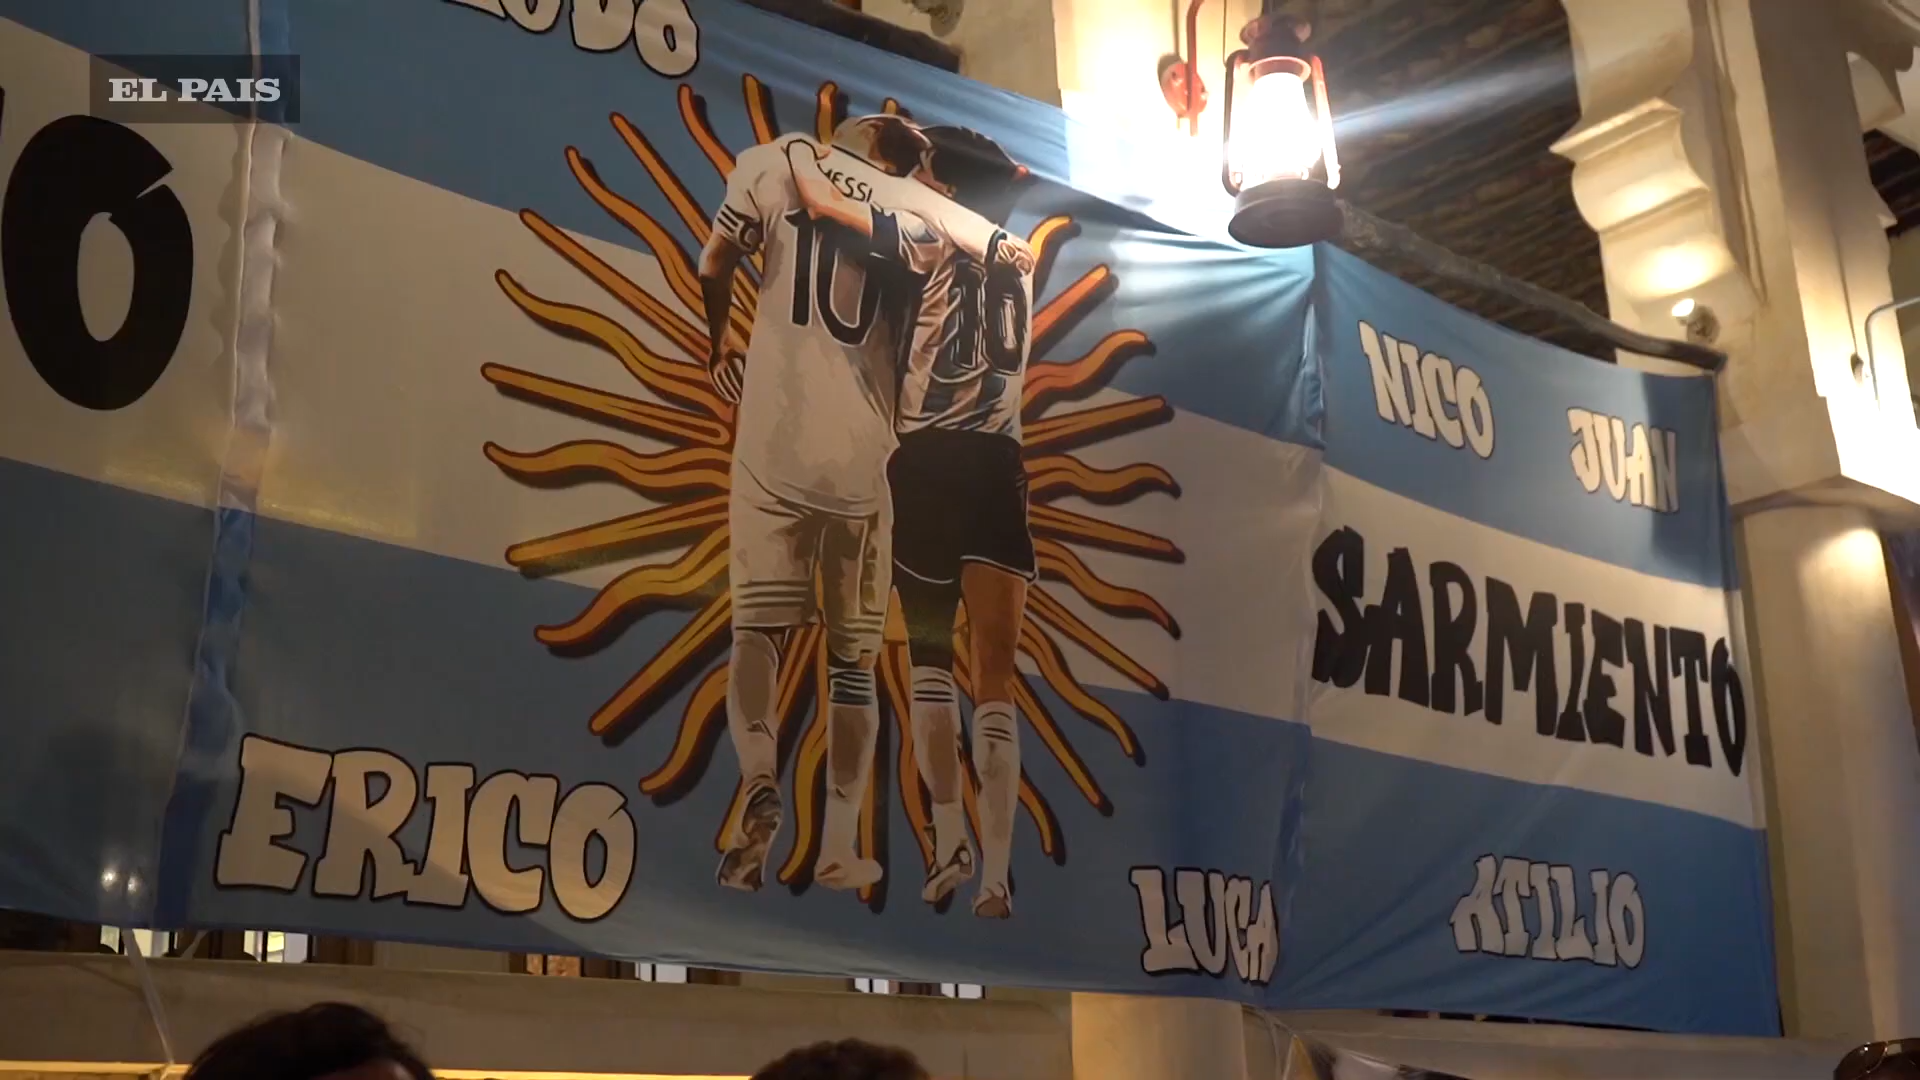 EL PAIS
MESSI
10
10
NICO
JUAN
SARMIENTO
ERICO
LUCA
ATILIO